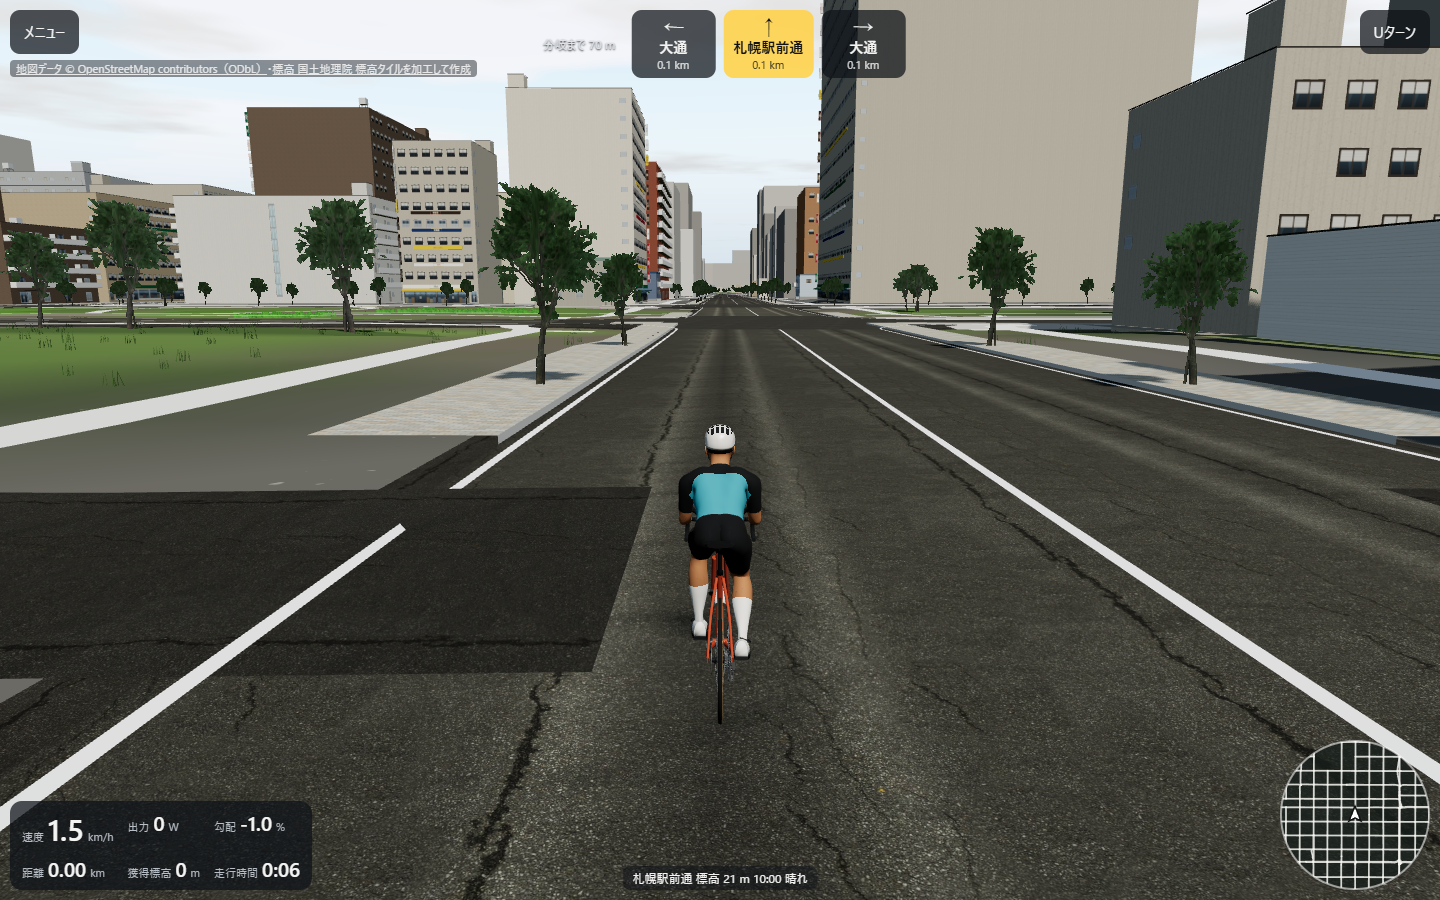 メニュー
地図データ © OpenStreetMap contributors（ODbL）・標高 国土地理院 標高タイルを加工して作成
分岐まで 70 m
←
大通
0.1 km
↑
札幌駅前通
0.1 km
→
大通
0.1 km
Uターン
速度 1.5 km/h 出力 0 W 勾配 -1.0 %
距離 0.00 km 獲得標高 0 m 走行時間 0:06
札幌駅前通 標高 21 m 10:00 晴れ